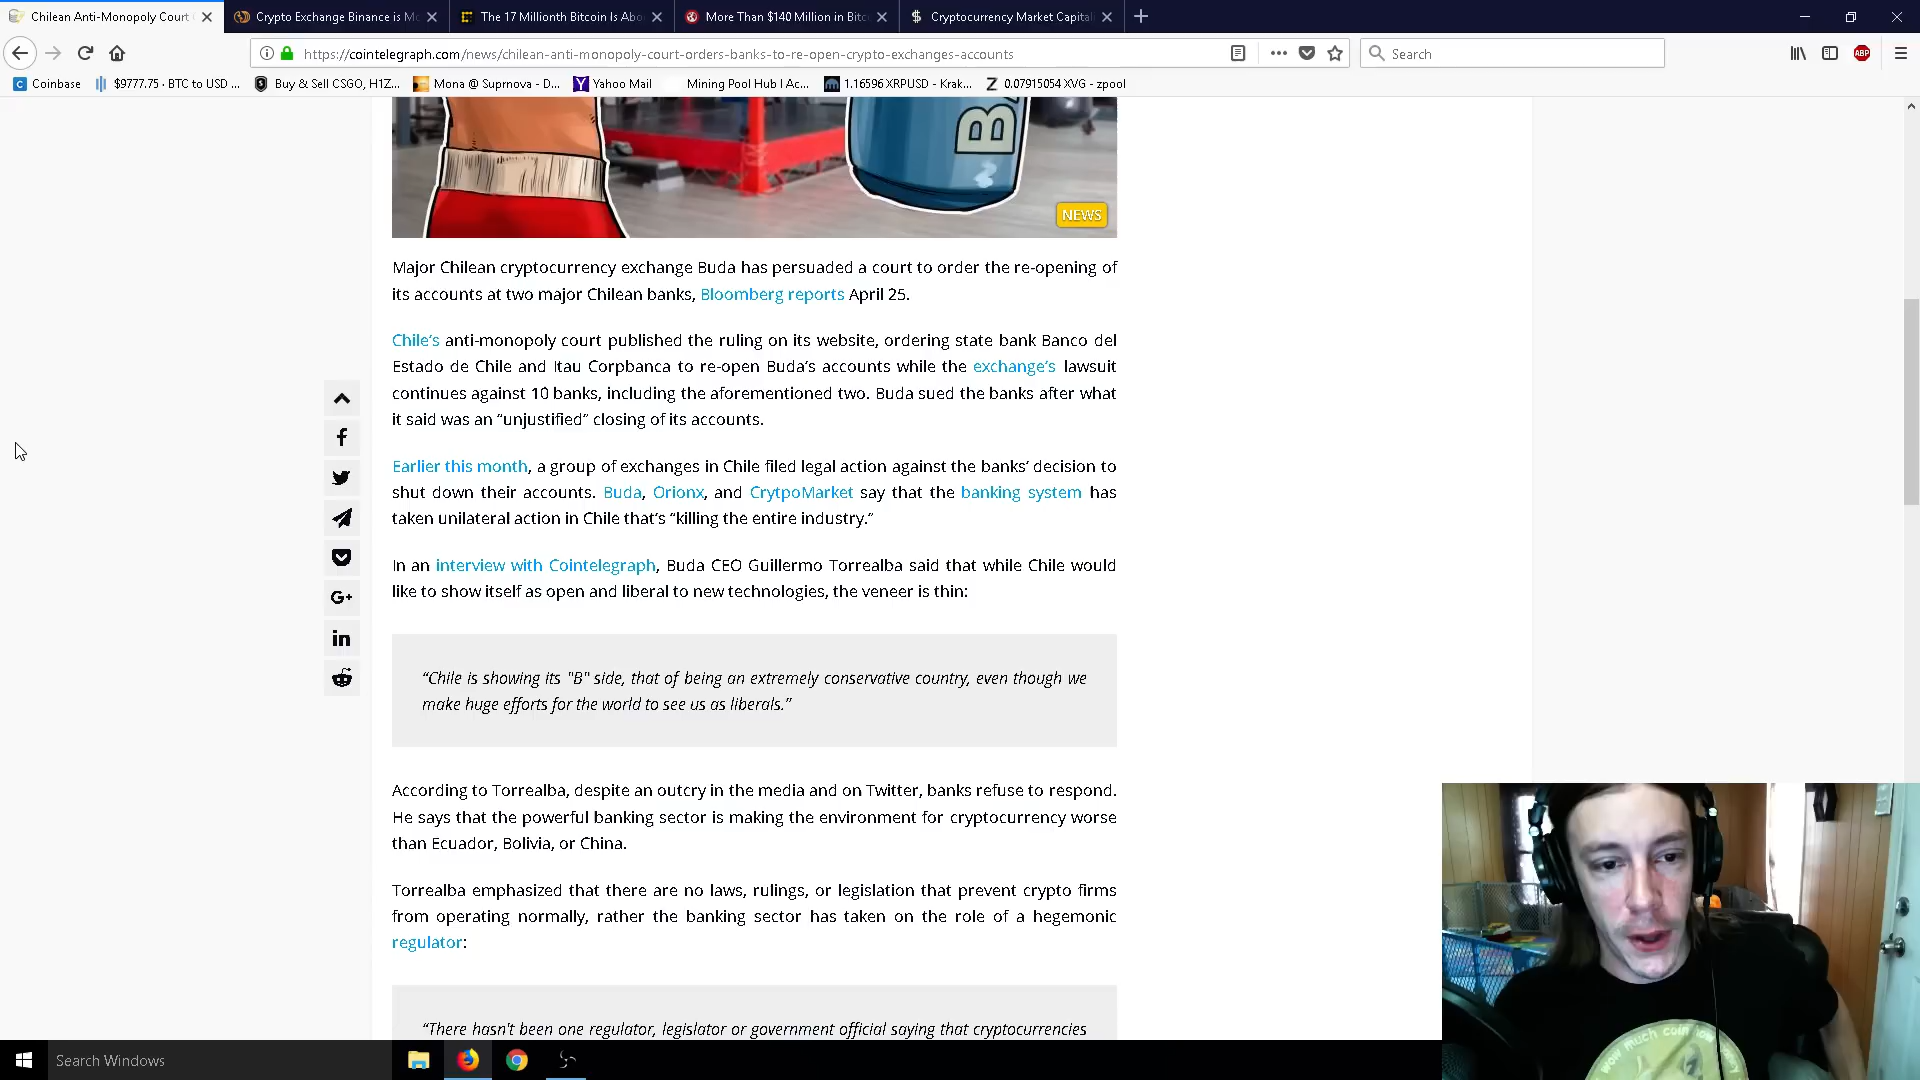 Chilean Anti-Monopoly Court
Crypto Exchange Binance is Mo
The 17 Millionth Bitcoin Is Abo
More Than $140 Million in Bitc
Cryptocurrency Market Capital
https://cointelegraph.com/news/chilean-anti-monopoly-court-orders-banks-to-re-open-crypto-exchanges-accounts
Search
ABP
Coinbase
$9777.75 · BTC to USD ...
Buy & Sell CSGO, H1Z...
Mona @ Suprnova - D...
Yahoo Mail
Mining Pool Hub | Ac...
1.16596 XRPUSD - Krak...
0.07915054 XVG - zpool
B
NEWS
Major Chilean cryptocurrency exchange Buda has persuaded a court to order the re-opening of
its accounts at two major Chilean banks, Bloomberg reports April 25.
Chile’s anti-monopoly court published the ruling on its website, ordering state bank Banco del
Estado de Chile and Itau Corpbanca to re-open Buda’s accounts while the exchange’s lawsuit
continues against 10 banks, including the aforementioned two. Buda sued the banks after what
it said was an “unjustified” closing of its accounts.
Earlier this month, a group of exchanges in Chile filed legal action against the banks’ decision to
shut down their accounts. Buda, Orionx, and CrytpoMarket say that the banking system has
taken unilateral action in Chile that’s “killing the entire industry.”
In an interview with Cointelegraph, Buda CEO Guillermo Torrealba said that while Chile would
like to show itself as open and liberal to new technologies, the veneer is thin:
“Chile is showing its "B" side, that of being an extremely conservative country, even though we
make huge efforts for the world to see us as liberals.”
According to Torrealba, despite an outcry in the media and on Twitter, banks refuse to respond.
He says that the powerful banking sector is making the environment for cryptocurrency worse
than Ecuador, Bolivia, or China.
Torrealba emphasized that there are no laws, rulings, or legislation that prevent crypto firms
from operating normally, rather the banking sector has taken on the role of a hegemonic
regulator:
“There hasn't been one regulator, legislator or government official saying that cryptocurrencies
Search Windows
wow much coin how